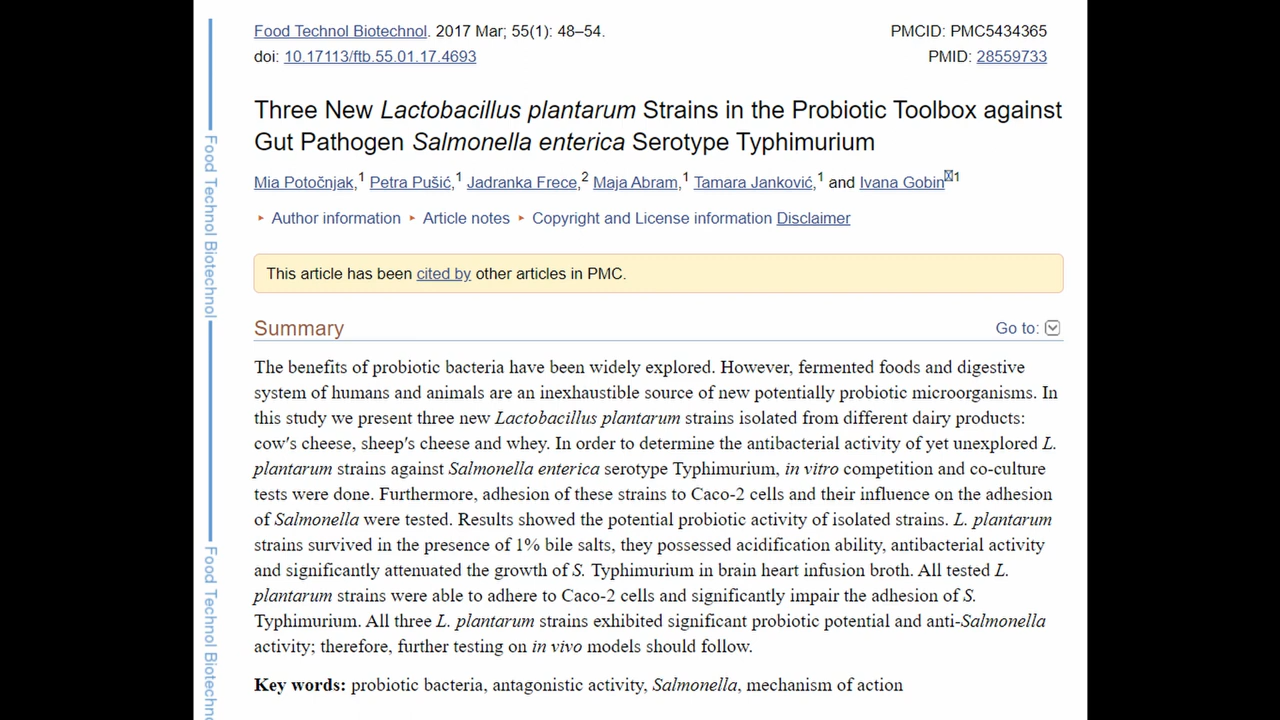 Food Technol Biotechnol. 2017 Mar; 55(1): 48–54.
PMCID: PMC5434365
doi: 10.17113/ftb.55.01.17.4693
PMID: 28559733
Three New Lactobacillus plantarum Strains in the Probiotic Toolbox against
Gut Pathogen Salmonella enterica Serotype Typhimurium
Mia Potočnjak,1 Petra Pušić,1 Jadranka Frece,2 Maja Abram,1 Tamara Janković,1 and Ivana Gobin1
Author information Article notes Copyright and License information Disclaimer
This article has been cited by other articles in PMC.
Summary
Go to:
The benefits of probiotic bacteria have been widely explored. However, fermented foods and digestive
system of humans and animals are an inexhaustible source of new potentially probiotic microorganisms. In
this study we present three new Lactobacillus plantarum strains isolated from different dairy products:
cow's cheese, sheep's cheese and whey. In order to determine the antibacterial activity of yet unexplored L.
plantarum strains against Salmonella enterica serotype Typhimurium, in vitro competition and co-culture
tests were done. Furthermore, adhesion of these strains to Caco-2 cells and their influence on the adhesion
of Salmonella were tested. Results showed the potential probiotic activity of isolated strains. L. plantarum
strains survived in the presence of 1% bile salts, they possessed acidification ability, antibacterial activity
and significantly attenuated the growth of S. Typhimurium in brain heart infusion broth. All tested L.
plantarum strains were able to adhere to Caco-2 cells and significantly impair the adhesion of S.
Typhimurium. All three L. plantarum strains exhibited significant probiotic potential and anti-Salmonella
activity; therefore, further testing on in vivo models should follow.
Key words: probiotic bacteria, antagonistic activity, Salmonella, mechanism of action
Food Technol Biotechnol
Food Technol Biotechn